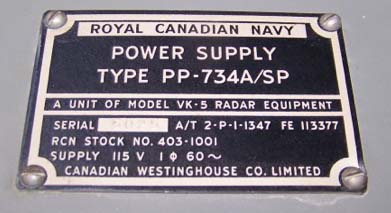 ROYAL CANADIAN NAVY
POWER SUPPLY
TYPE PP-734A/SP
A UNIT OF MODEL VK-5 RADAR EQUIPMENT
SERIAL A/T 2-P-1-1347 FE 113377
RCN STOCK NO. 403-1001
SUPPLY 115 V 1 ϕ 60~
CANADIAN WESTINGHOUSE CO. LIMITED